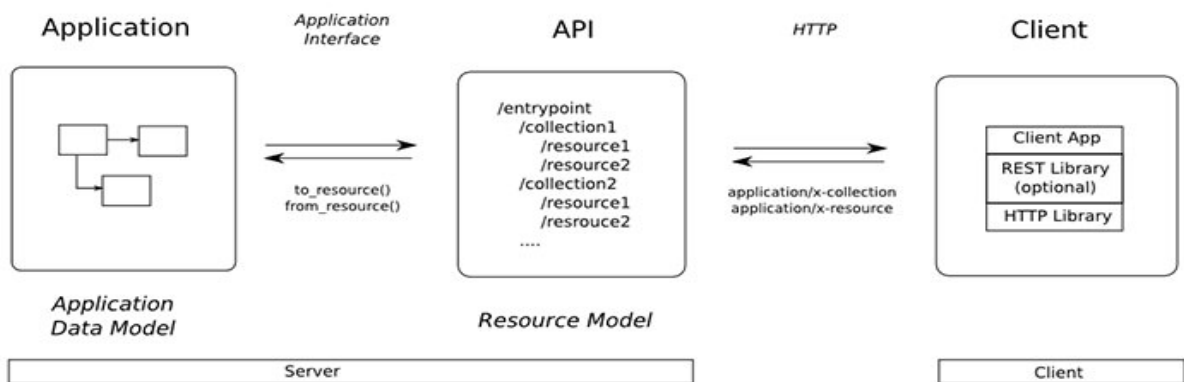 Application
Application
Interface
API
HTTP
Client
/entrypoint
/collection1
/resource1
/resource2
/collection2
/resource1
/resrouce2
....
to_resource()
from_resource()
application/x-collection
application/x-resource
Client App
REST Library
(optional)
HTTP Library
Application
Data Model
Resource Model
Server
Client